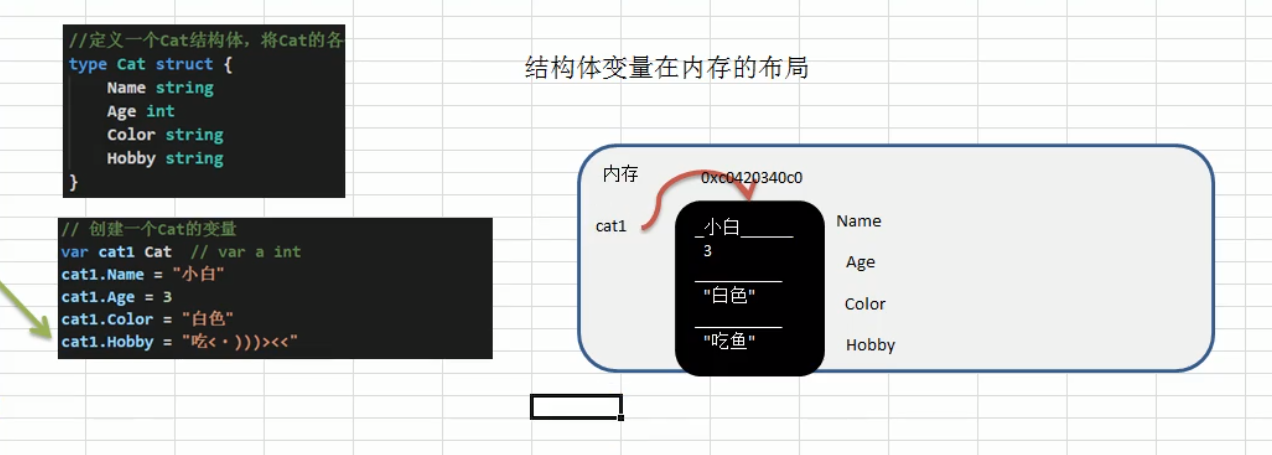 //定义一个Cat结构体，将Cat的各
type Cat struct {
Name string
Age int
Color string
Hobby string
}
// 创建一个Cat的变量
var cat1 Cat // var a int
cat1.Name = "小白"
cat1.Age = 3
cat1.Color = "白色"
cat1.Hobby = "吃<·)))><<"
结构体变量在内存的布局
内存
0xc0420340c0
cat1
_小白______
Name
3
Age
"白色"
Color
"吃鱼"
Hobby